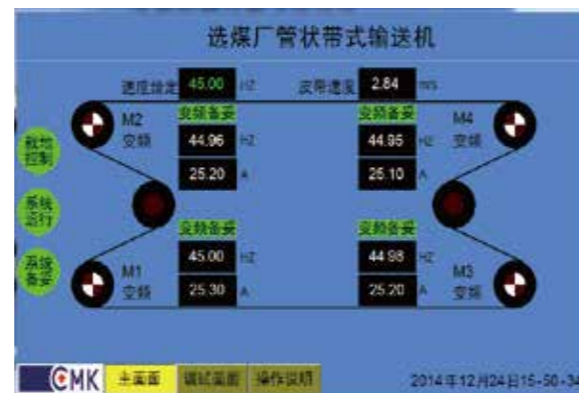 选煤厂管状带式输送机
速度给定 45.00 HZ 皮带速度 2.84 m/s
M2 变频备妥 变频备妥 M4
变频 44.96 HZ 44.95 HZ 变频
就地控制 25.20 A 25.10 A
系统运行
变频备妥 变频备妥
系统备妥 45.00 HZ 44.98 HZ
M1 M3
变频 25.30 A 25.20 A 变频
CMK 主画面 调试画面 操作说明 2014年12月24日15-50-34